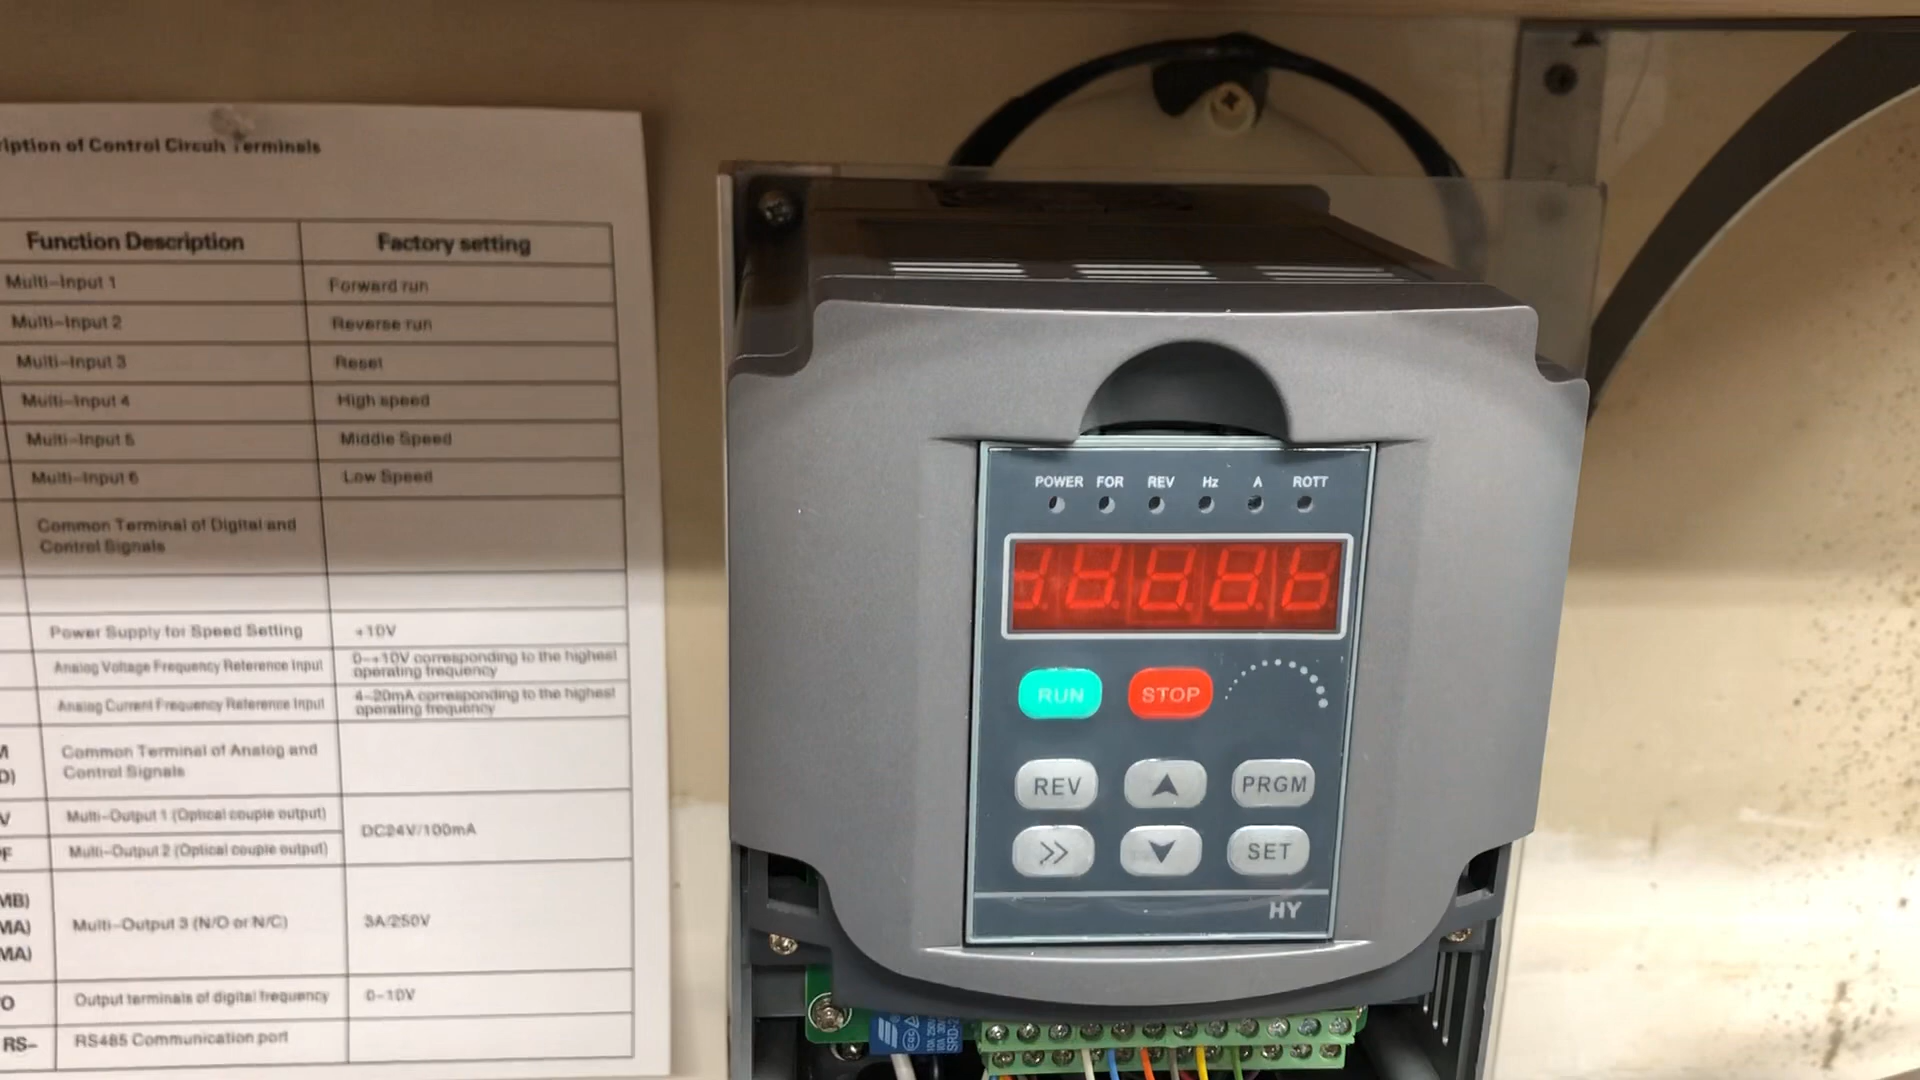 ription of Control Circuit Terminals
Function Description Factory setting
Multi-Input 1 Forward run
Multi-Input 2 Reverse run
Multi-Input 3 Reset
Multi-Input 4 High speed
Multi-Input 5 Middle Speed
Multi-Input 6 Low Speed
Common Terminal of Digital and
Control Signals
Power Supply for Speed Setting +10V
Analog Voltage Frequency Reference Input 0-+10V corresponding to the highest
operating frequency
Analog Current Frequency Reference Input 4-20mA corresponding to the highest
operating frequency
M Common Terminal of Analog and
D) Control Signals
V Multi-Output 1 (Optical couple output)
DC24V/100mA
F Multi-Output 2 (Optical couple output)
MB)
MA) Multi-Output 3 (N/O or N/C) 3A/250V
MA)
O Output terminals of digital frequency 0-10V
RS- RS485 Communication port
POWER FOR REV Hz A ROTT
RUN STOP
REV PRGM
>> SET
HY